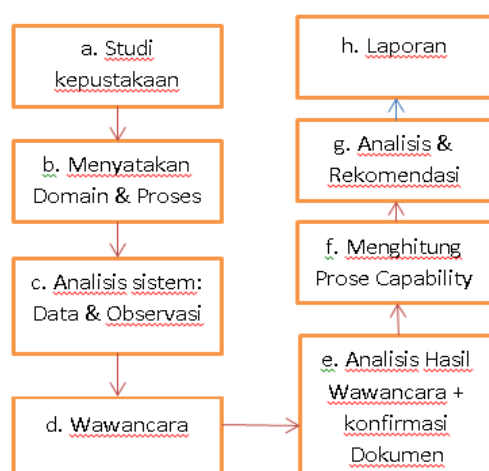 a. Studi
kepustakaan
b. Menyatakan
Domain & Proses
c. Analisis sistem:
Data & Observasi
d. Wawancara
e. Analisis Hasil
Wawancara +
konfirmasi
Dokumen
f. Menghitung
Prose Capability
g. Analisis &
Rekomendasi
h. Laporan